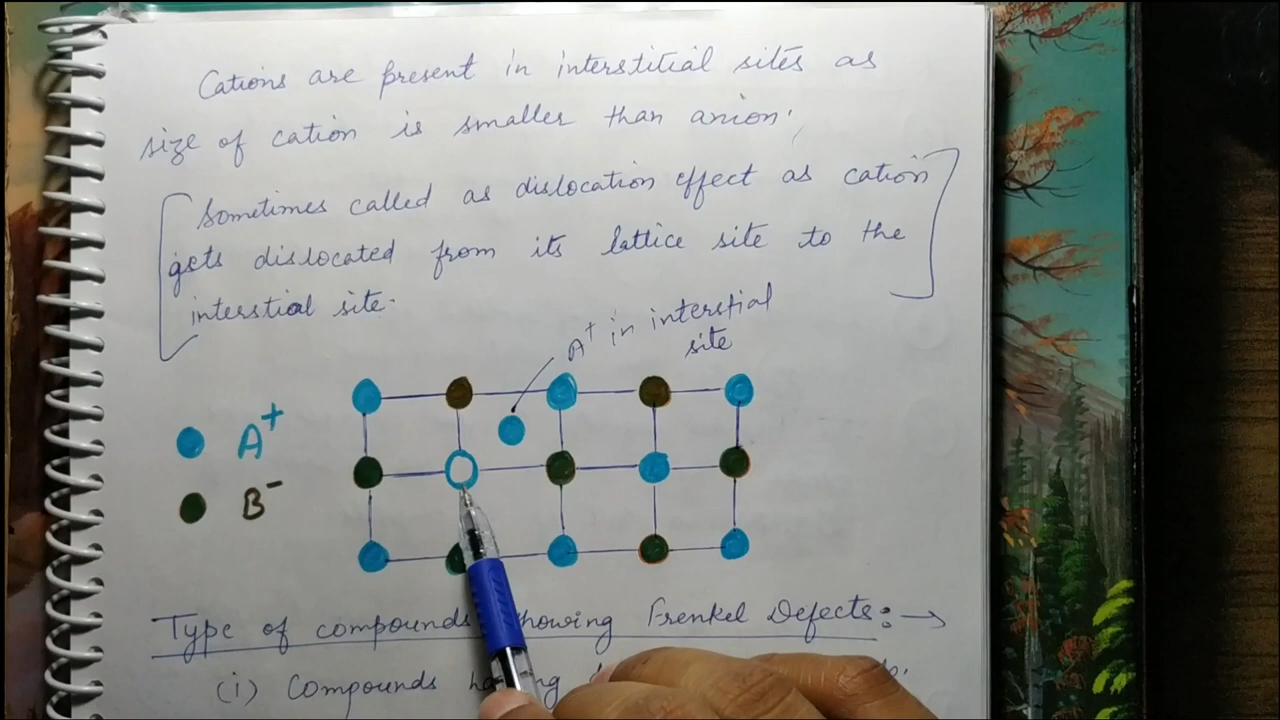 Cations are present in interstitial sites as
size of cation is smaller than anion.
[Sometimes called as dislocation effect as cation
gets dislocated from its lattice site to the
interstial site.]
A⁺ in interstial
site
A⁺
B⁻
Type of compounds showing Frenkel Defects:→
(i) Compounds